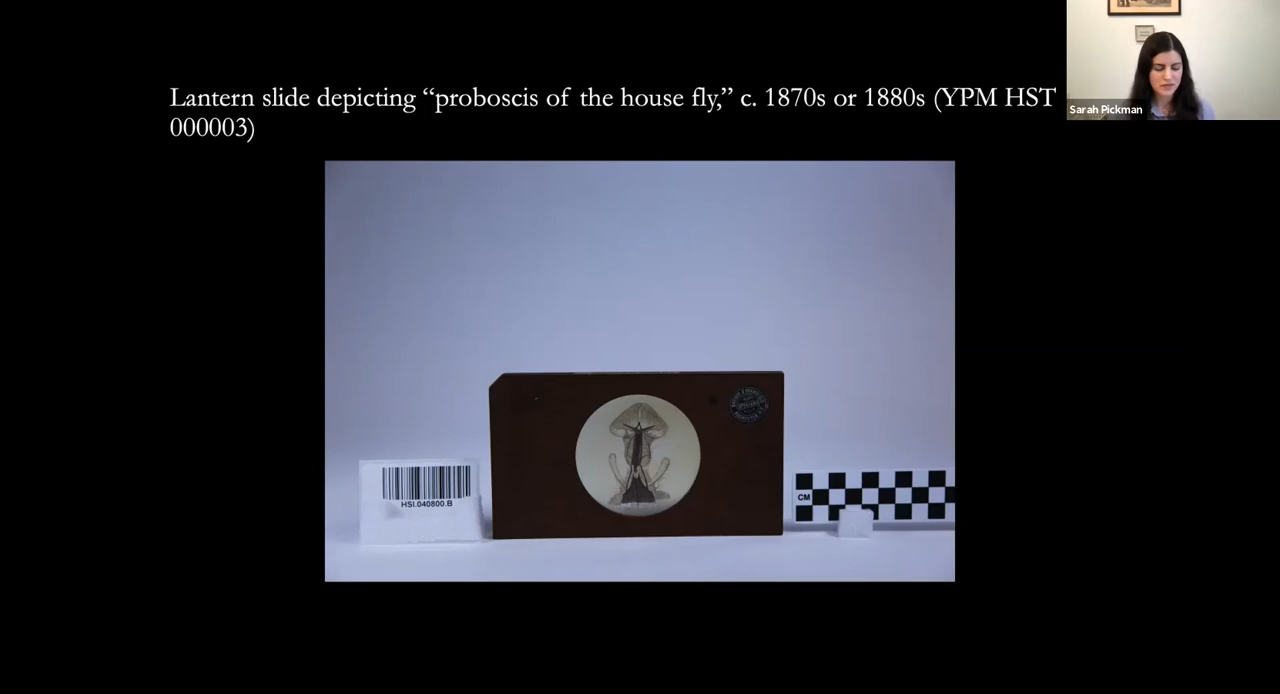 Lantern slide depicting “proboscis of the house fly,” c. 1870s or 1880s (YPM HST
000003)
Sarah Pickman
HSI.040800.B
CM